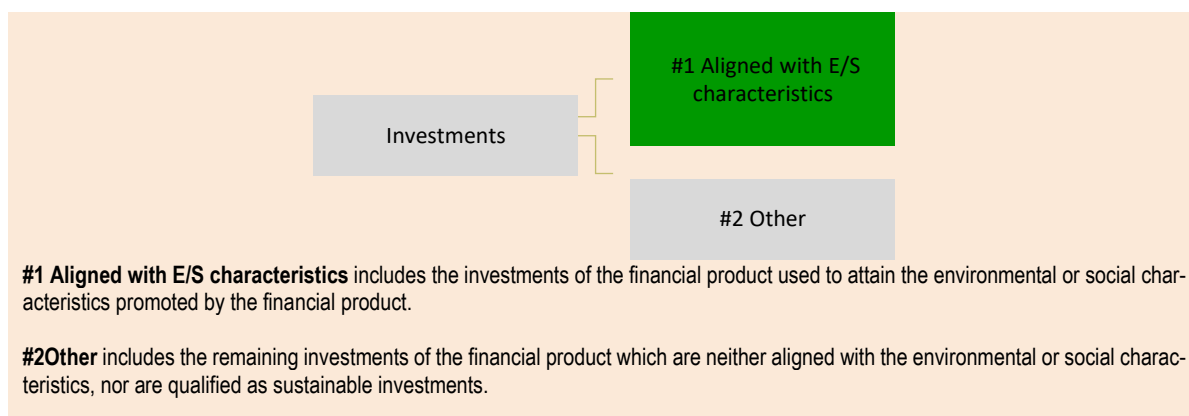 #1 Aligned with E/S
characteristics
Investments
#2 Other
#1 Aligned with E/S characteristics includes the investments of the financial product used to attain the environmental or social char-
acteristics promoted by the financial product.
#2Other includes the remaining investments of the financial product which are neither aligned with the environmental or social charac-
teristics, nor are qualified as sustainable investments.